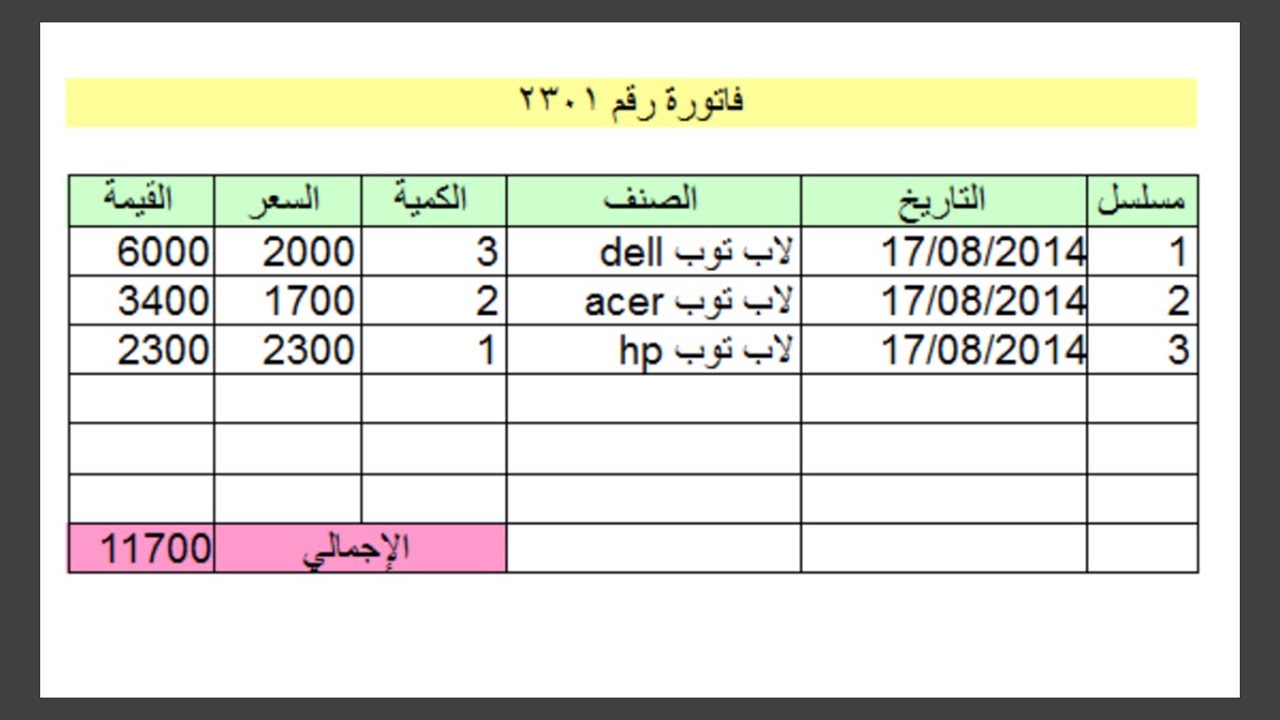 فاتورة رقم ٢٣٠١
مسلسل التاريخ الصنف الكمية السعر القيمة
1 17/08/2014 لاب توب dell 3 2000 6000
2 17/08/2014 لاب توب acer 2 1700 3400
3 17/08/2014 لاب توب hp 1 2300 2300
الإجمالي 11700